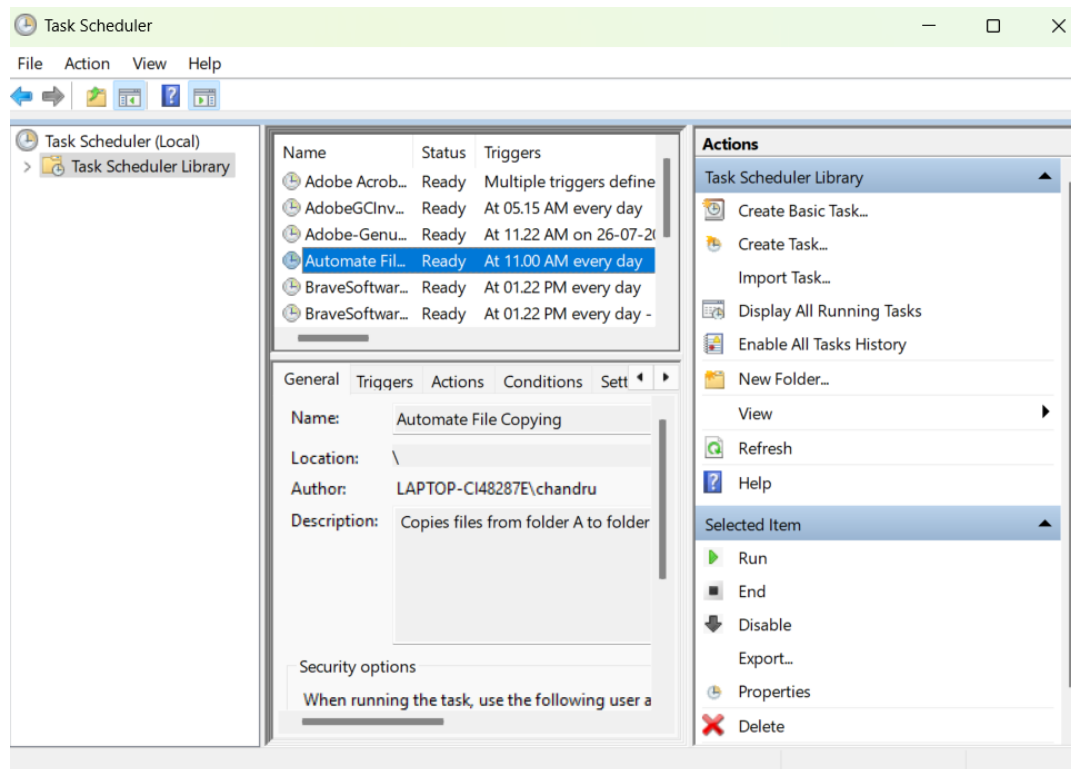 Task Scheduler
File Action View Help
Task Scheduler (Local)
Task Scheduler Library
Name Status Triggers
Adobe Acrob... Ready Multiple triggers define
AdobeGCInv... Ready At 05.15 AM every day
Adobe-Genu... Ready At 11.22 AM on 26-07-20
Automate Fil... Ready At 11.00 AM every day
BraveSoftwar... Ready At 01.22 PM every day
BraveSoftwar... Ready At 01.22 PM every day -
General Triggers Actions Conditions Sett
Name: Automate File Copying
Location: \
Author: LAPTOP-CI48287E\chandru
Description: Copies files from folder A to folder
Security options
When running the task, use the following user a
Actions
Task Scheduler Library
Create Basic Task...
Create Task...
Import Task...
Display All Running Tasks
Enable All Tasks History
New Folder...
View
Refresh
Help
Selected Item
Run
End
Disable
Export...
Properties
Delete